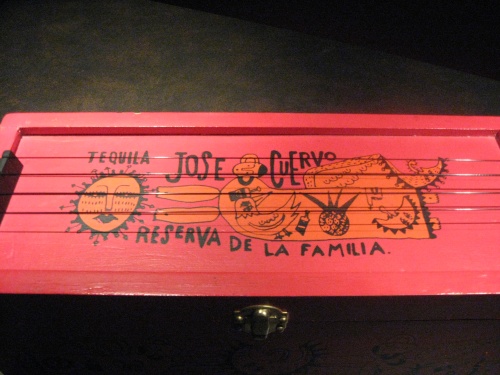 TEQUILA JOSE CUERVO
RESERVA DE LA FAMILIA.